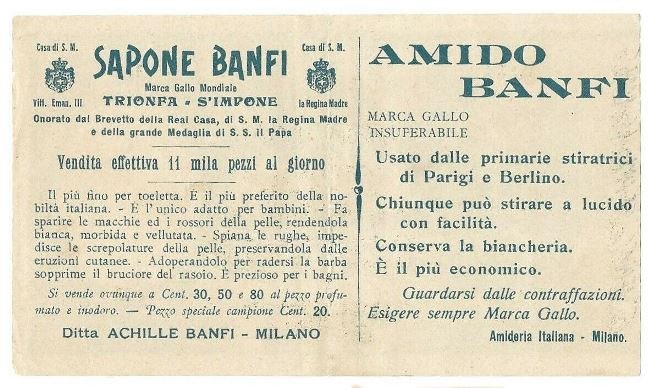 Casa di S. M.
Vitt. Eman. III
SAPONE BANFI
Marca Gallo Mondiale
TRIONFA - S'IMPONE
Casa di S. M.
la Regina Madre
Onorato dal Brevetto della Real Casa, di S. M. la Regina Madre
e della grande Medaglia di S. S. il Papa
Vendita effettiva 11 mila pezzi al giorno
Il più fino per toeletta. È il più preferito della no-
biltà italiana. - È l'unico adatto per bambini. - Fa
sparire le macchie ed i rossori della pelle, rendendola
bianca, morbida e vellutata. - Spiana le rughe, impe-
disce le screpolature della pelle, preservandola dalle
eruzioni cutanee. - Adoperandolo per radersi la barba
sopprime il bruciore del rasoio. È prezioso per i bagni.
Si vende ovunque a Cent. 30, 50 e 80 al pezzo profu-
mato e inodoro. — Pezzo speciale campione Cent. 20.
Ditta ACHILLE BANFI - MILANO
AMIDO
BANFI
MARCA GALLO
INSUPERABILE
Usato dalle primarie stiratrici
di Parigi e Berlino.
Chiunque può stirare a lucido
con facilità.
Conserva la biancheria.
È il più economico.
Guardarsi dalle contraffazioni.
Esigere sempre Marca Gallo.
Amideria Italiana - Milano.